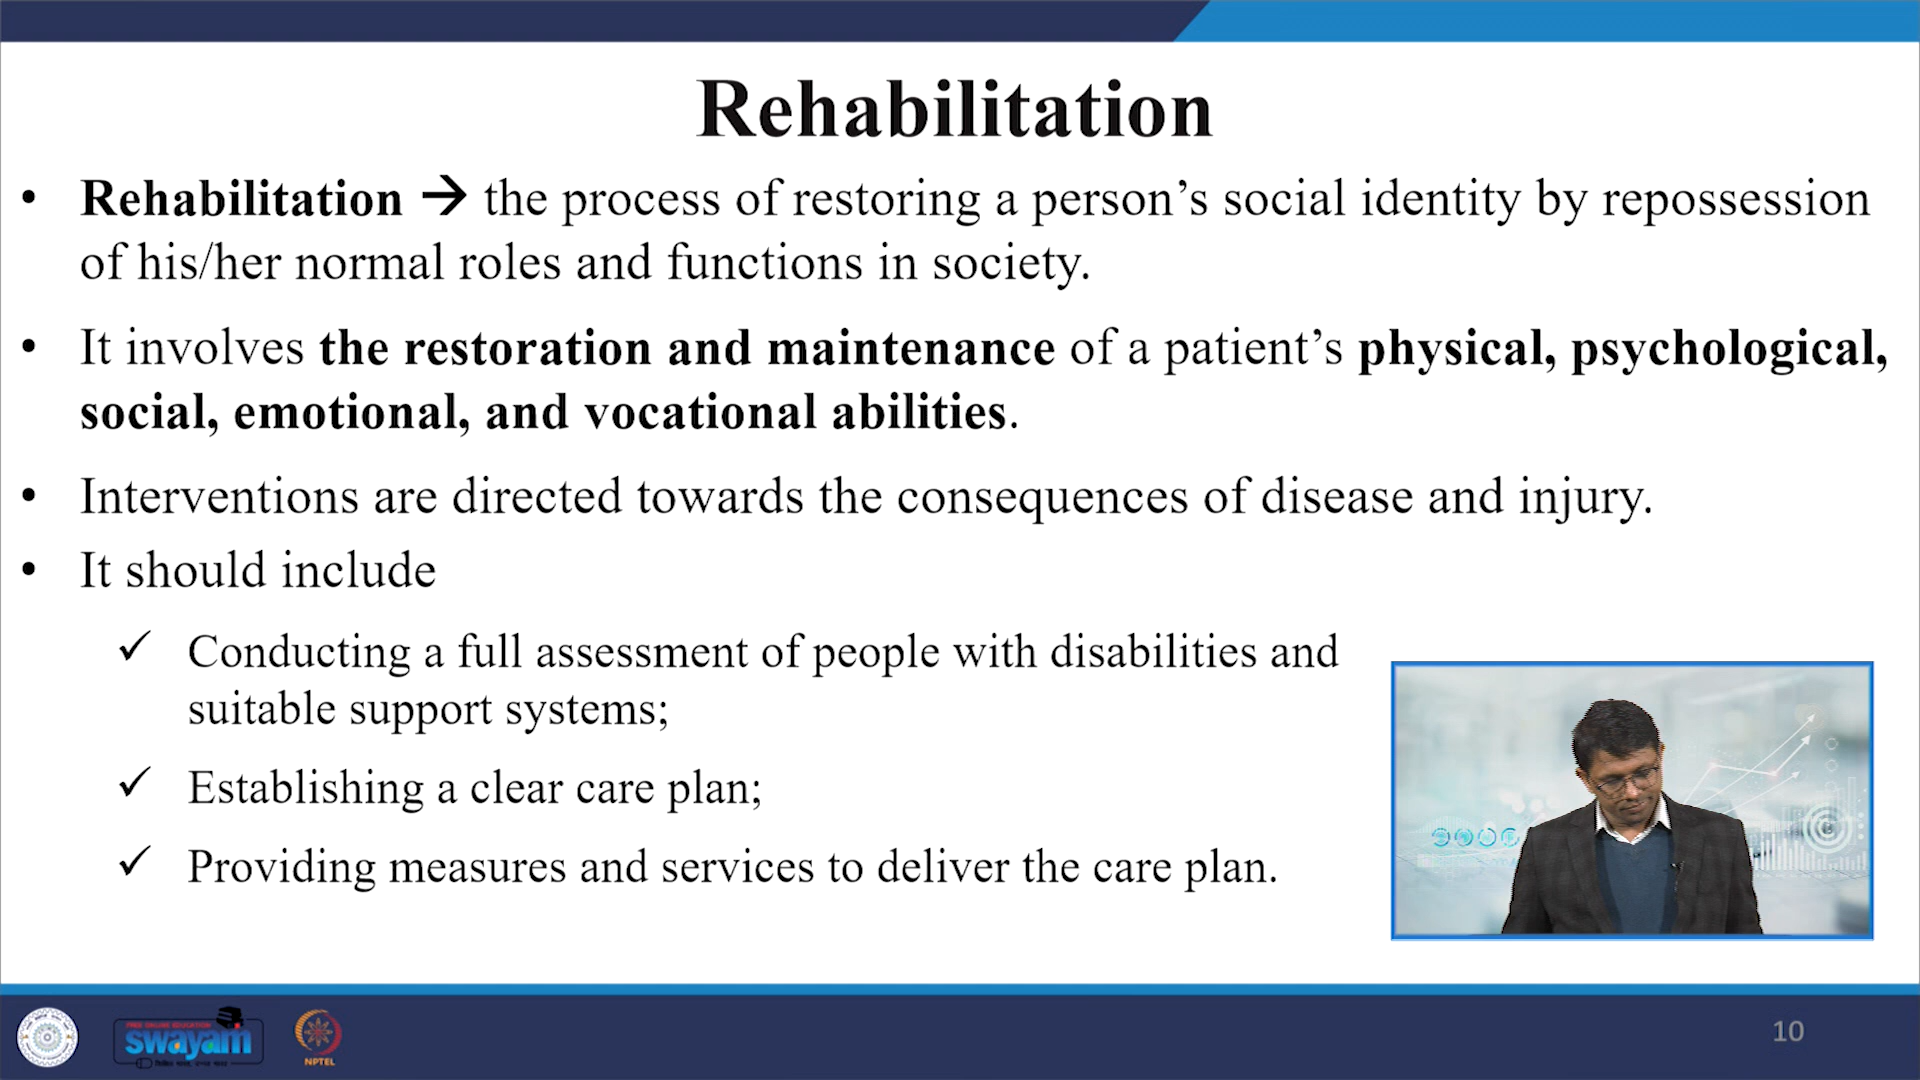 Rehabilitation
• Rehabilitation → the process of restoring a person’s social identity by repossession
of his/her normal roles and functions in society.
• It involves the restoration and maintenance of a patient’s physical, psychological,
social, emotional, and vocational abilities.
• Interventions are directed towards the consequences of disease and injury.
• It should include
✓ Conducting a full assessment of people with disabilities and
suitable support systems;
✓ Establishing a clear care plan;
✓ Providing measures and services to deliver the care plan.
FREE ONLINE EDUCATION
swayam
NPTEL
10